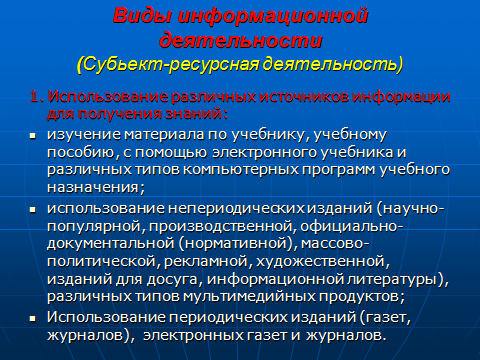 Виды информационной
деятельности
(Субьект-ресурсная деятельность)
1. Использование различных источников информации
для получения знаний:
изучение материала по учебнику, учебному
пособию, с помощью электронного учебника и
различных типов компьютерных программ учебного
назначения;
использование непериодических изданий (научно-
популярной, производственной, официально-
документальной (нормативной), массово-
политической, рекламной, художественной,
изданий для досуга, информационной литературы),
различных типов мультимедийных продуктов;
Использование периодических изданий (газет,
журналов), электронных газет и журналов.